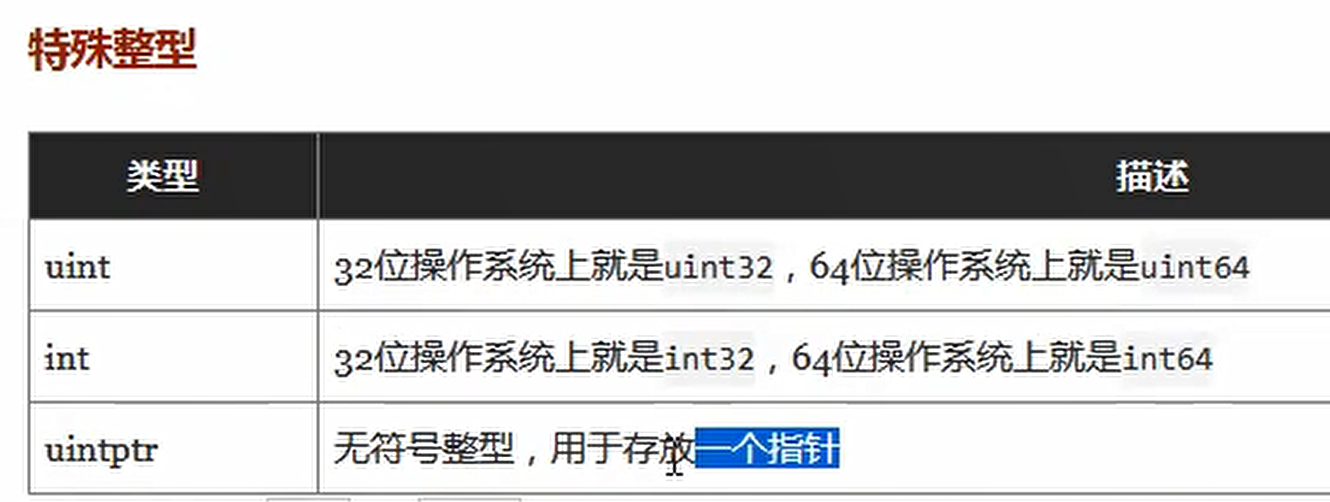 特殊整型
类型 描述
uint 32位操作系统上就是uint32，64位操作系统上就是uint64
int 32位操作系统上就是int32，64位操作系统上就是int64
uintptr 无符号整型，用于存放一个指针